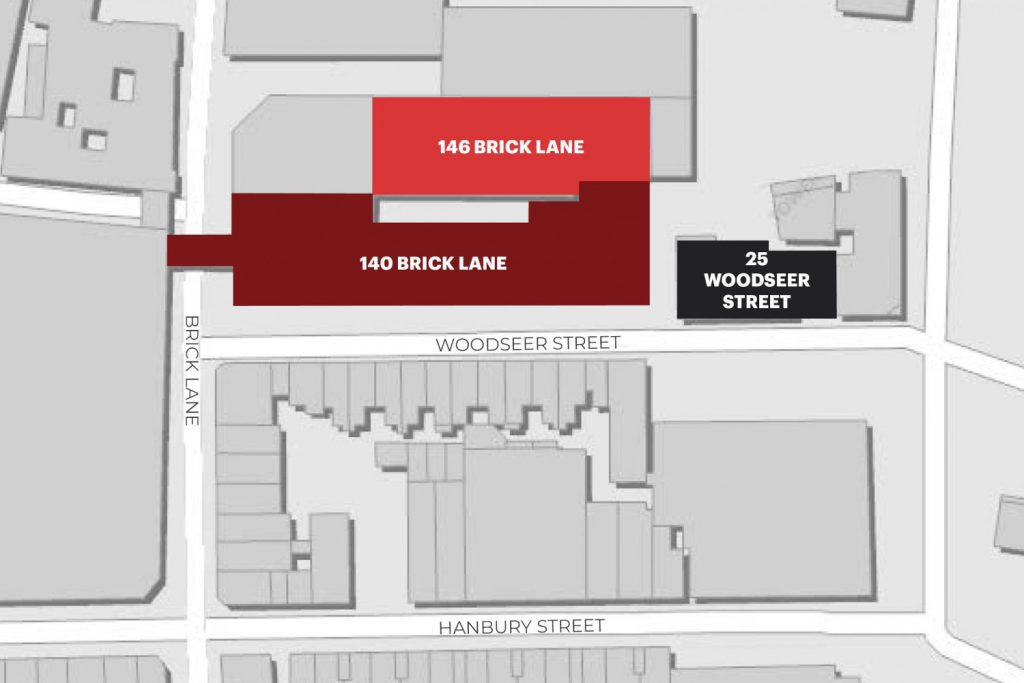 146 BRICK LANE
140 BRICK LANE
25
WOODSEER
STREET
WOODSEER STREET
BRICK LANE
HANBURY STREET